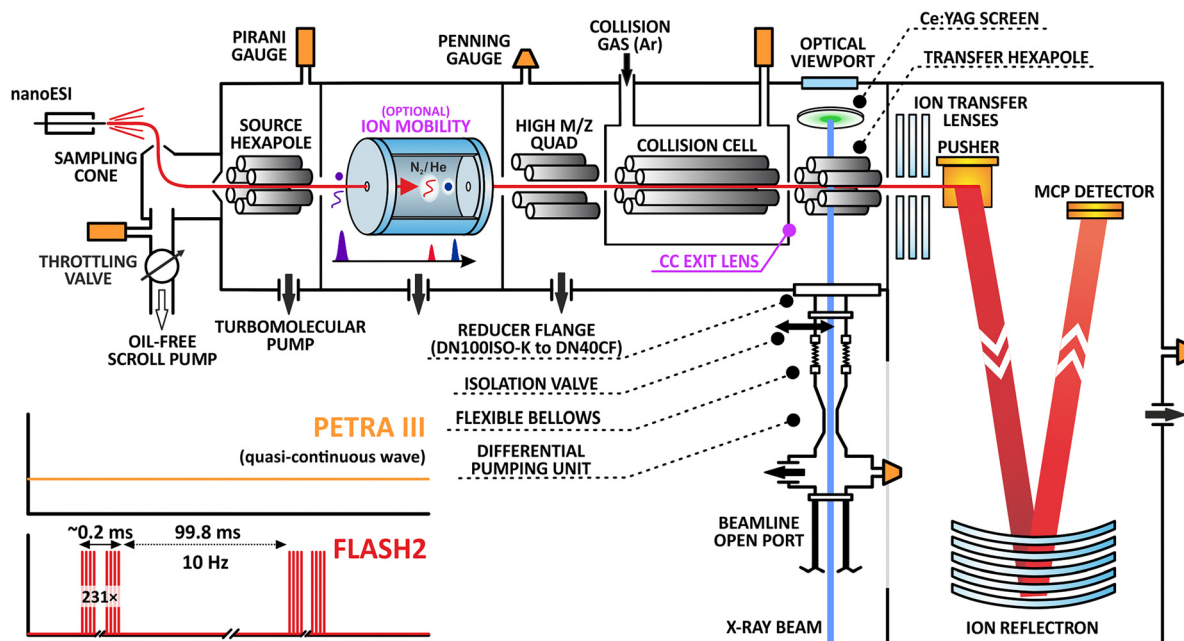 nanoESI
SAMPLING
CONE
THROTTLING
VALVE
OIL-FREE
SCROLL PUMP
PIRANI
GAUGE
SOURCE
HEXAPOLE
TURBOMOLECULAR
PUMP
(OPTIONAL)
ION MOBILITY
N₂/He
PENNING
GAUGE
HIGH M/Z
QUAD
COLLISION
GAS (Ar)
COLLISION CELL
CC EXIT LENS
OPTICAL
VIEWPORT
Ce:YAG SCREEN
TRANSFER HEXAPOLE
ION TRANSFER
LENSES
PUSHER
MCP DETECTOR
REDUCER FLANGE
(DN100ISO-K to DN40CF)
ISOLATION VALVE
FLEXIBLE BELLOWS
DIFFERENTIAL
PUMPING UNIT
BEAMLINE
OPEN PORT
X-RAY BEAM
ION REFLECTRON
PETRA III
(quasi-continuous wave)
~0.2 ms
99.8 ms
10 Hz
FLASH2
231×